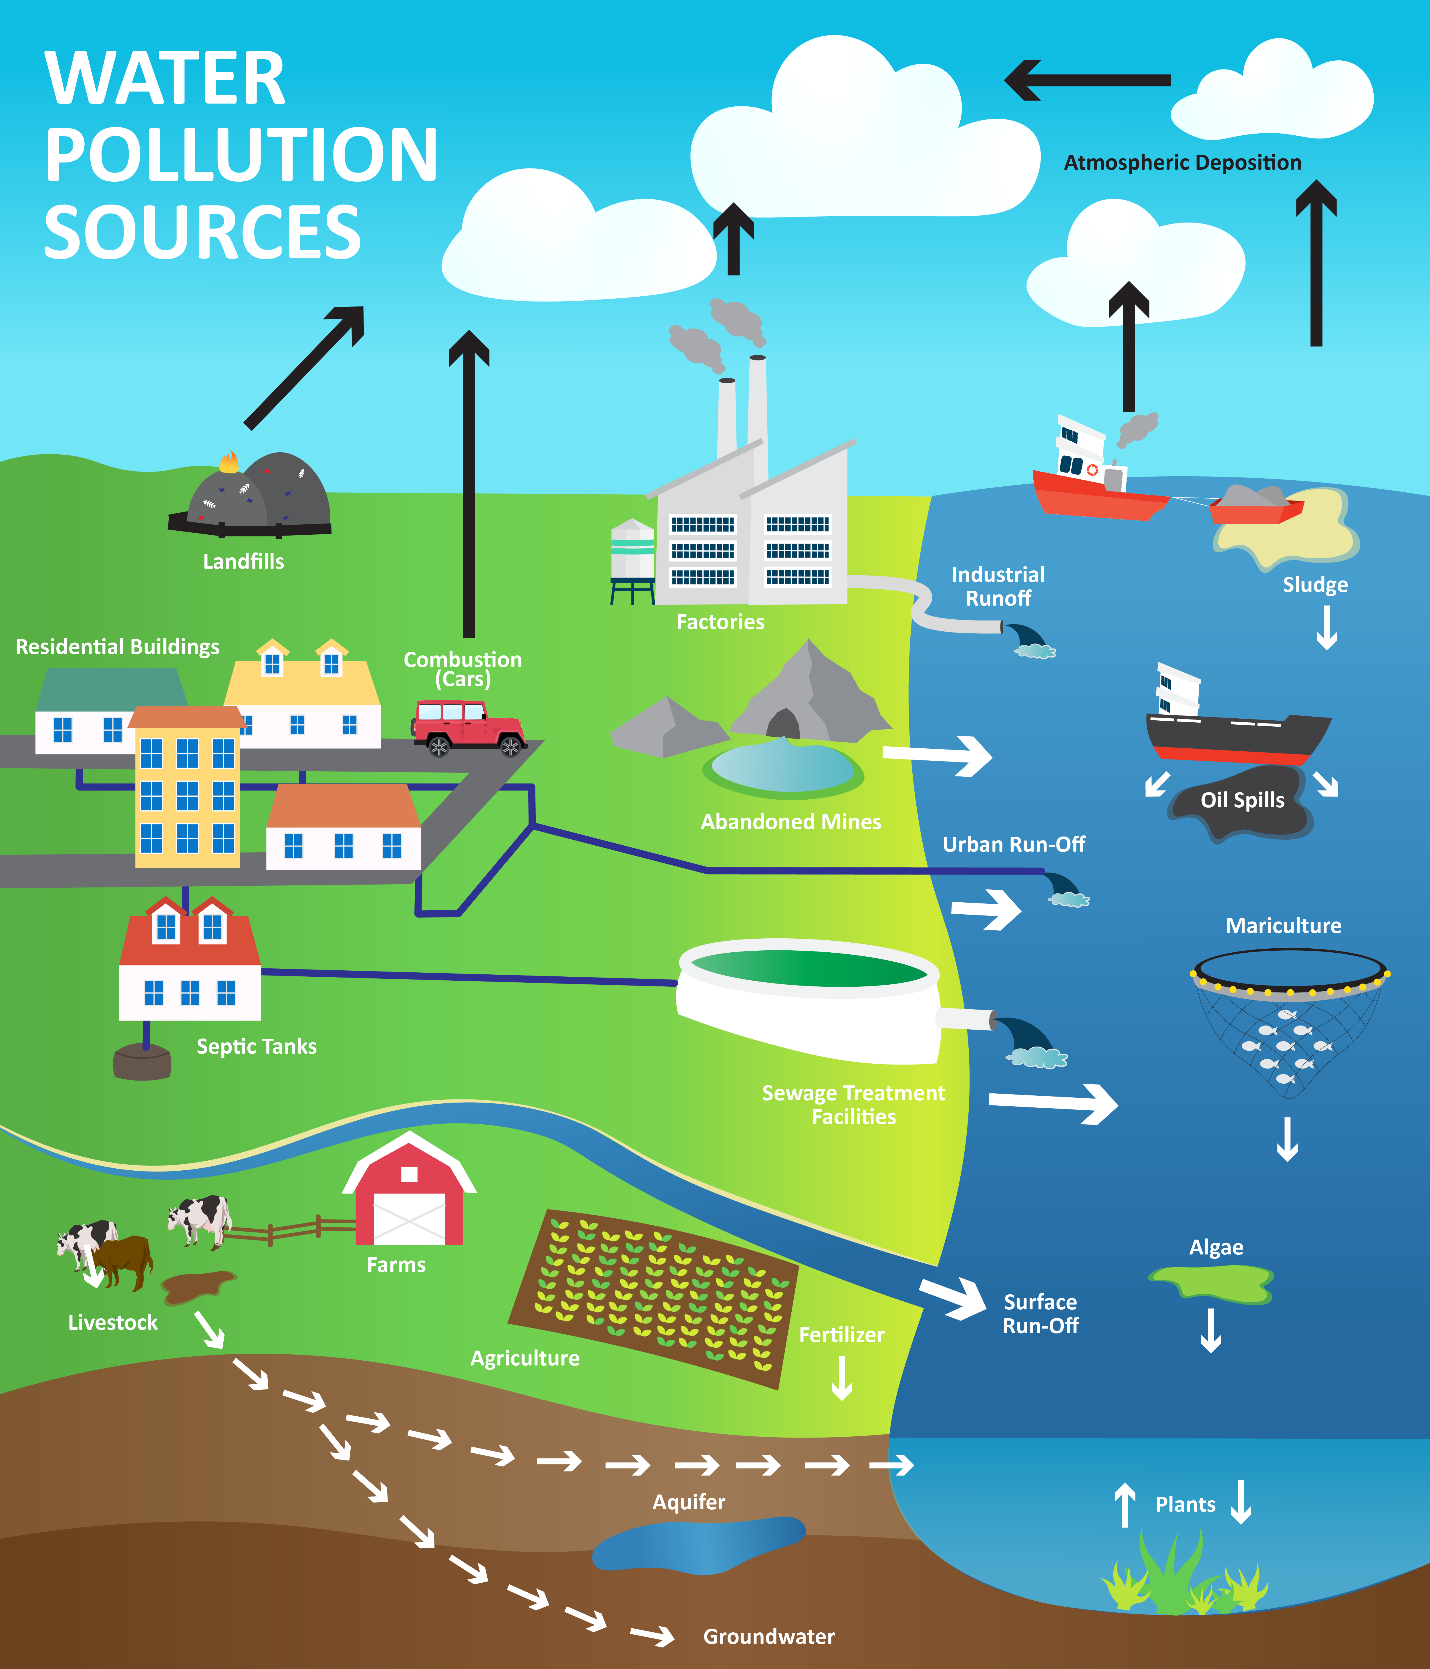 WATER
POLLUTION
SOURCES
Atmospheric Deposition
Landfills
Factories
Industrial
Runoff
Sludge
Residential Buildings
Combustion
(Cars)
Abandoned Mines
Oil Spills
Urban Run-Off
Mariculture
Septic Tanks
Sewage Treatment
Facilities
Farms
Livestock
Agriculture
Fertilizer
Surface
Run-Off
Algae
Aquifer
Plants
Groundwater